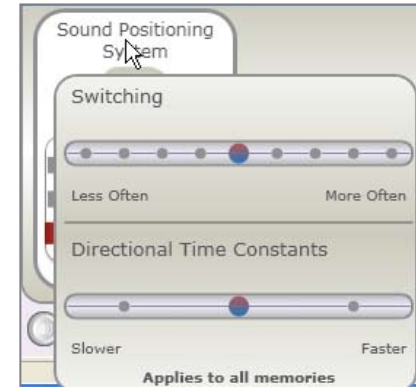 Sound Positioning
System
Switching
Less Often More Often
Directional Time Constants
Slower Faster
Applies to all memories